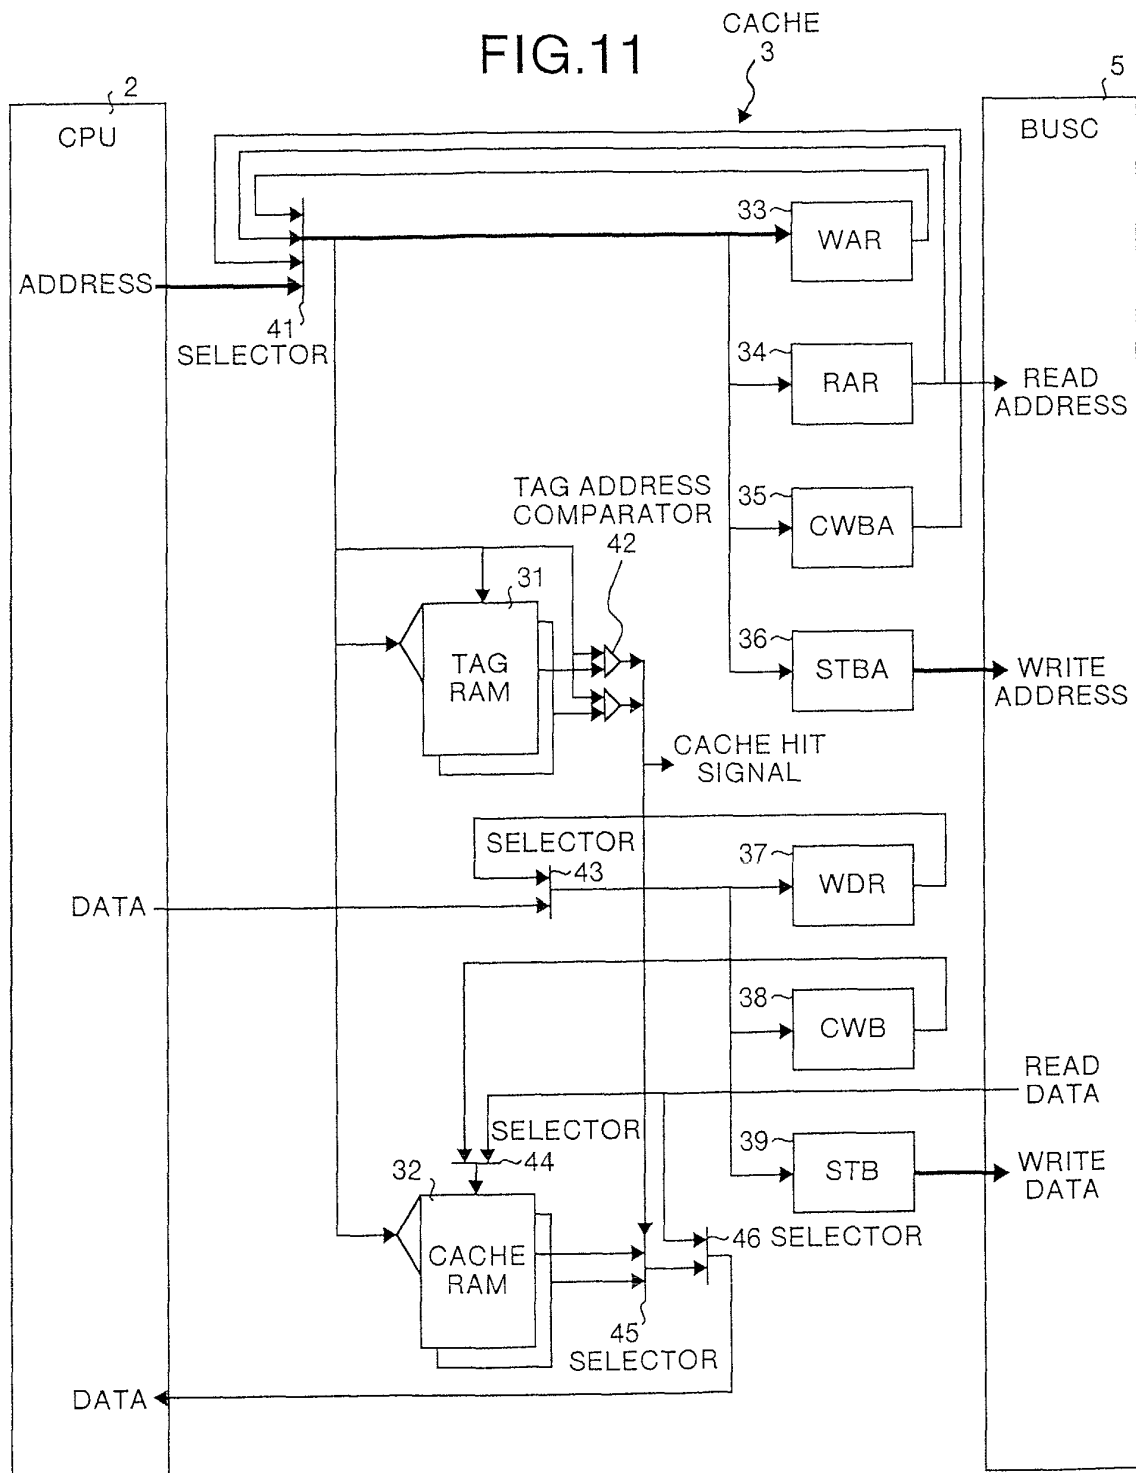 FIG.11
CACHE
3
2
CPU
5
BUSC
33
WAR
ADDRESS
41
SELECTOR
34
RAR
READ
ADDRESS
TAG ADDRESS
COMPARATOR
42
35
CWBA
31
TAG
RAM
36
STBA
WRITE
ADDRESS
CACHE HIT
SIGNAL
SELECTOR
43
37
WDR
DATA
38
CWB
READ
DATA
SELECTOR
44
39
STB
WRITE
DATA
32
CACHE
RAM
46 SELECTOR
45
SELECTOR
DATA